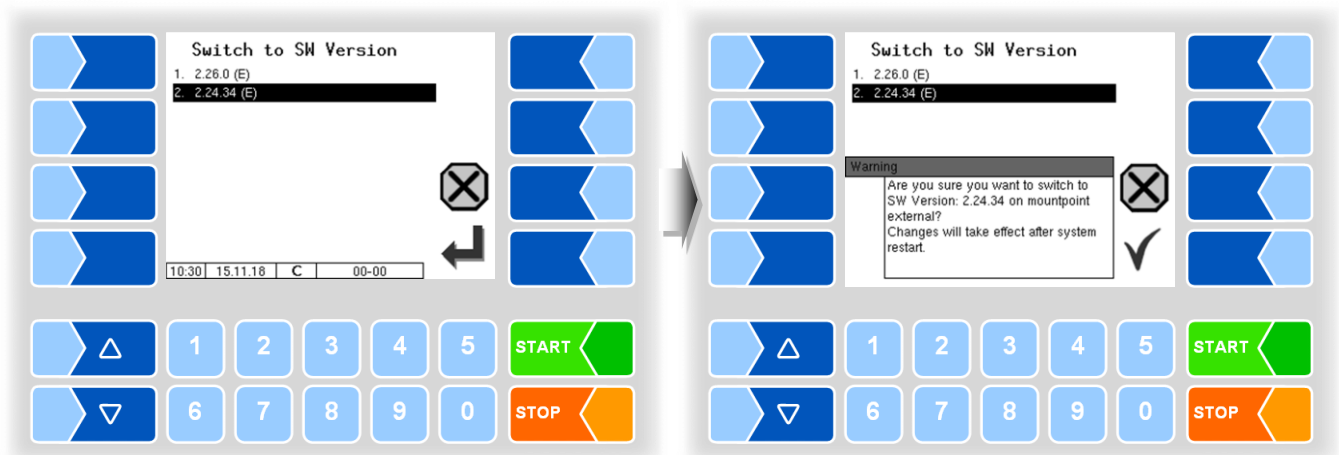 Switch to SW Version
1. 2.26.0 (E)
2. 2.24.34 (E)
10:30 15.11.18 C 00-00
1 2 3 4 5 START
6 7 8 9 0 STOP
Switch to SW Version
1. 2.26.0 (E)
2. 2.24.34 (E)
Warning
Are you sure you want to switch to
SW Version: 2.24.34 on mountpoint
external?
Changes will take effect after system
restart.
1 2 3 4 5 START
6 7 8 9 0 STOP